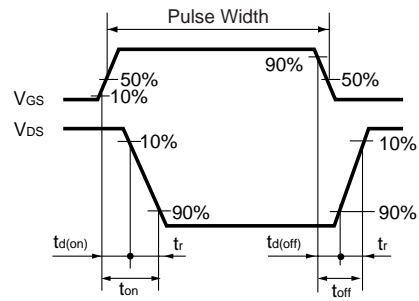 Pulse Width
90%
50%
50%
10%
VGS
VDS
10%
10%
90%
90%
td(on)
tr
td(off)
tr
ton
toff